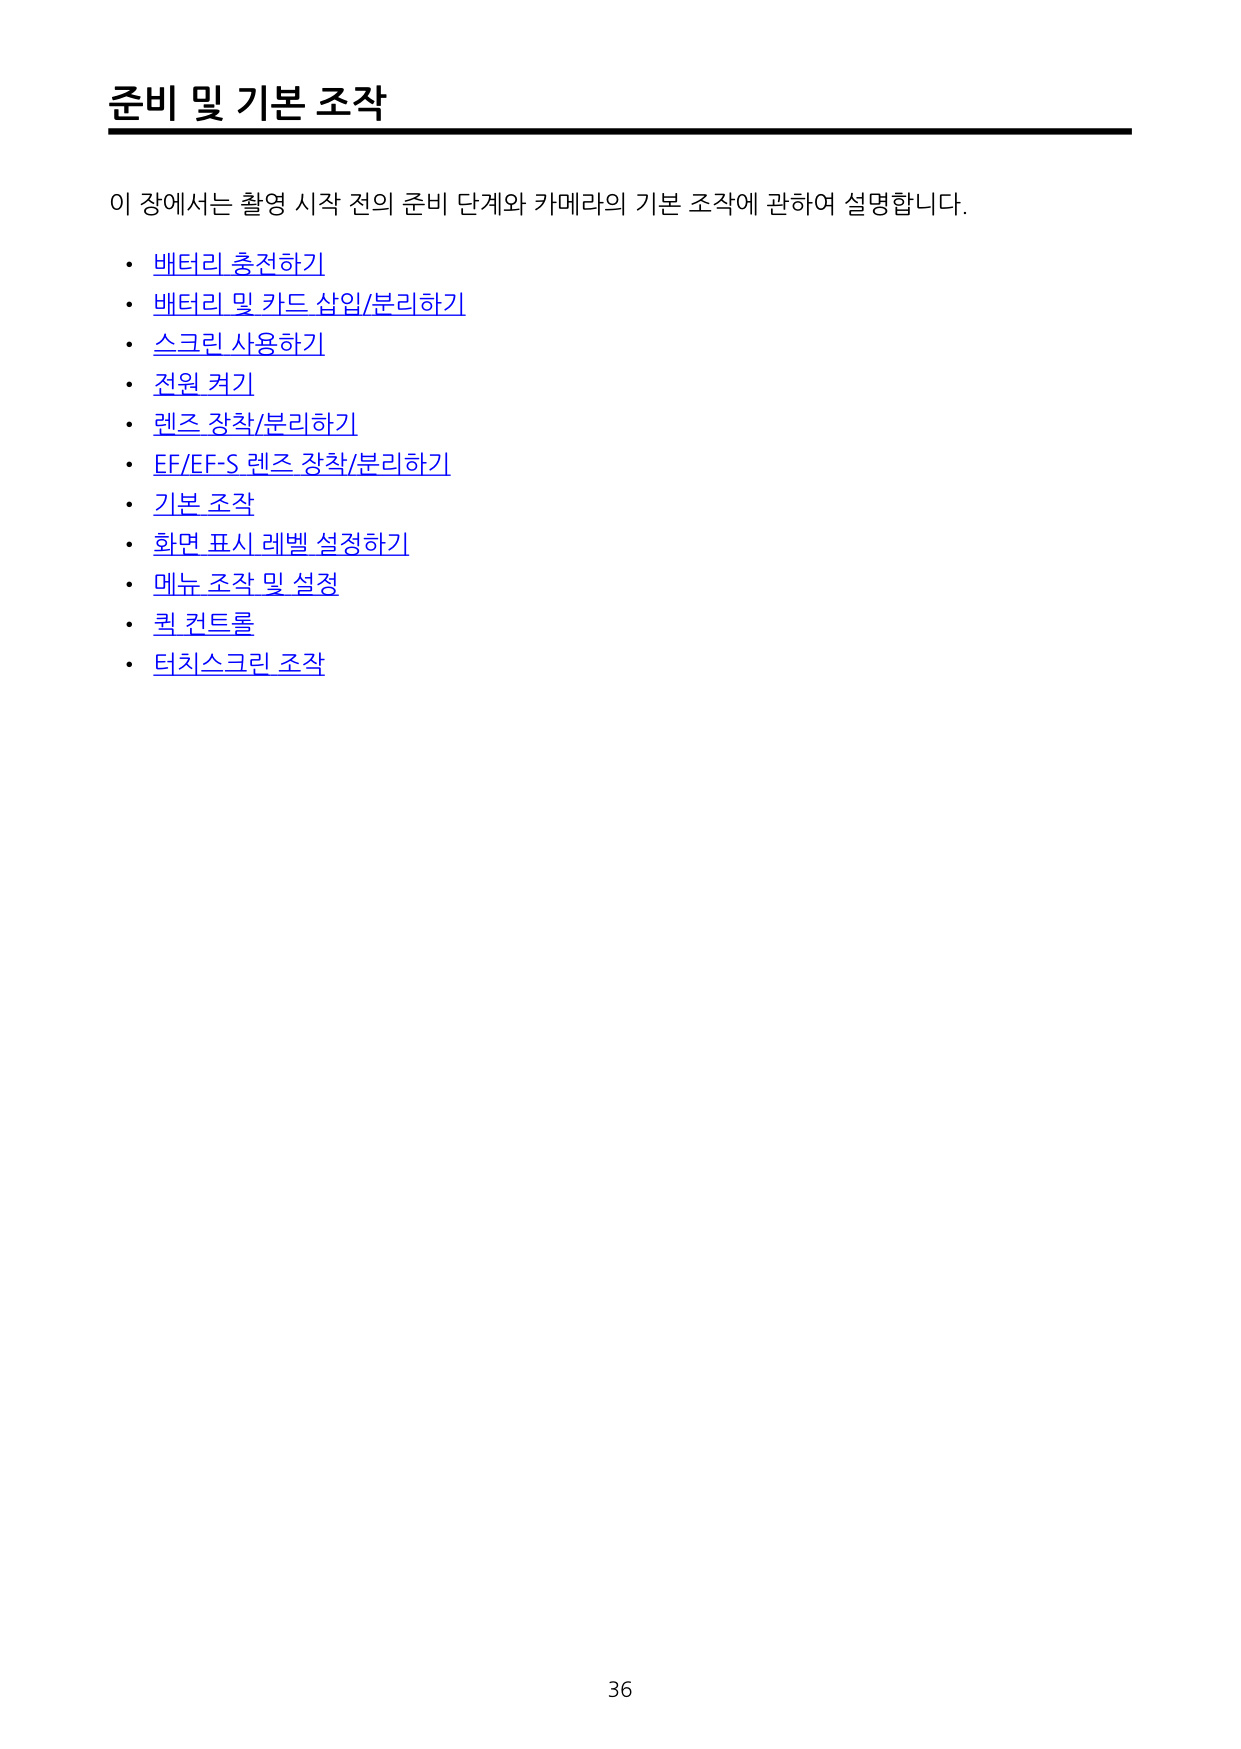 준비 및 기본 조작
이 장에서는 촬영 시작 전의 준비 단계와 카메라의 기본 조작에 관하여 설명합니다.
• 배터리 충전하기
• 배터리 및 카드 삽입/분리하기
• 스크린 사용하기
• 전원 켜기
• 렌즈 장착/분리하기
• EF/EF-S 렌즈 장착/분리하기
• 기본 조작
• 화면 표시 레벨 설정하기
• 메뉴 조작 및 설정
• 퀵 컨트롤
• 터치스크린 조작
36